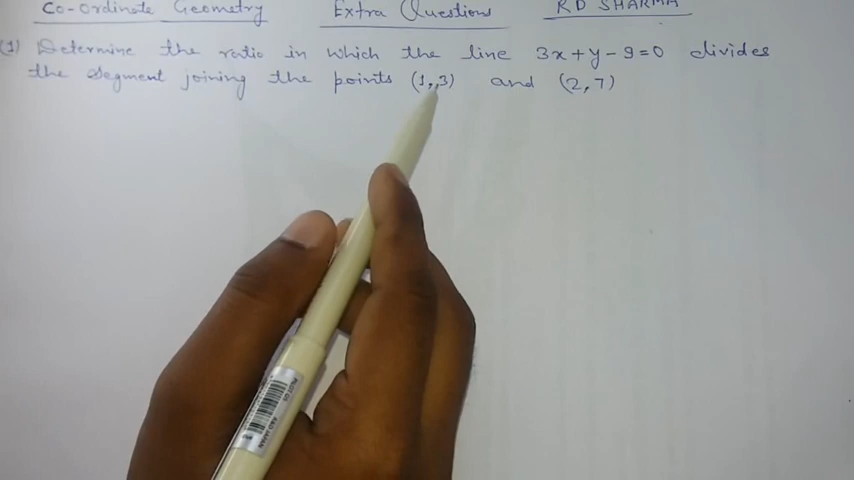 Co-Ordinate Geometry Extra Questions RD SHARMA
(1) Determine the ratio in which the line 3x+y-9=0 divides
the segment joining the points (1,3) and (2,7)